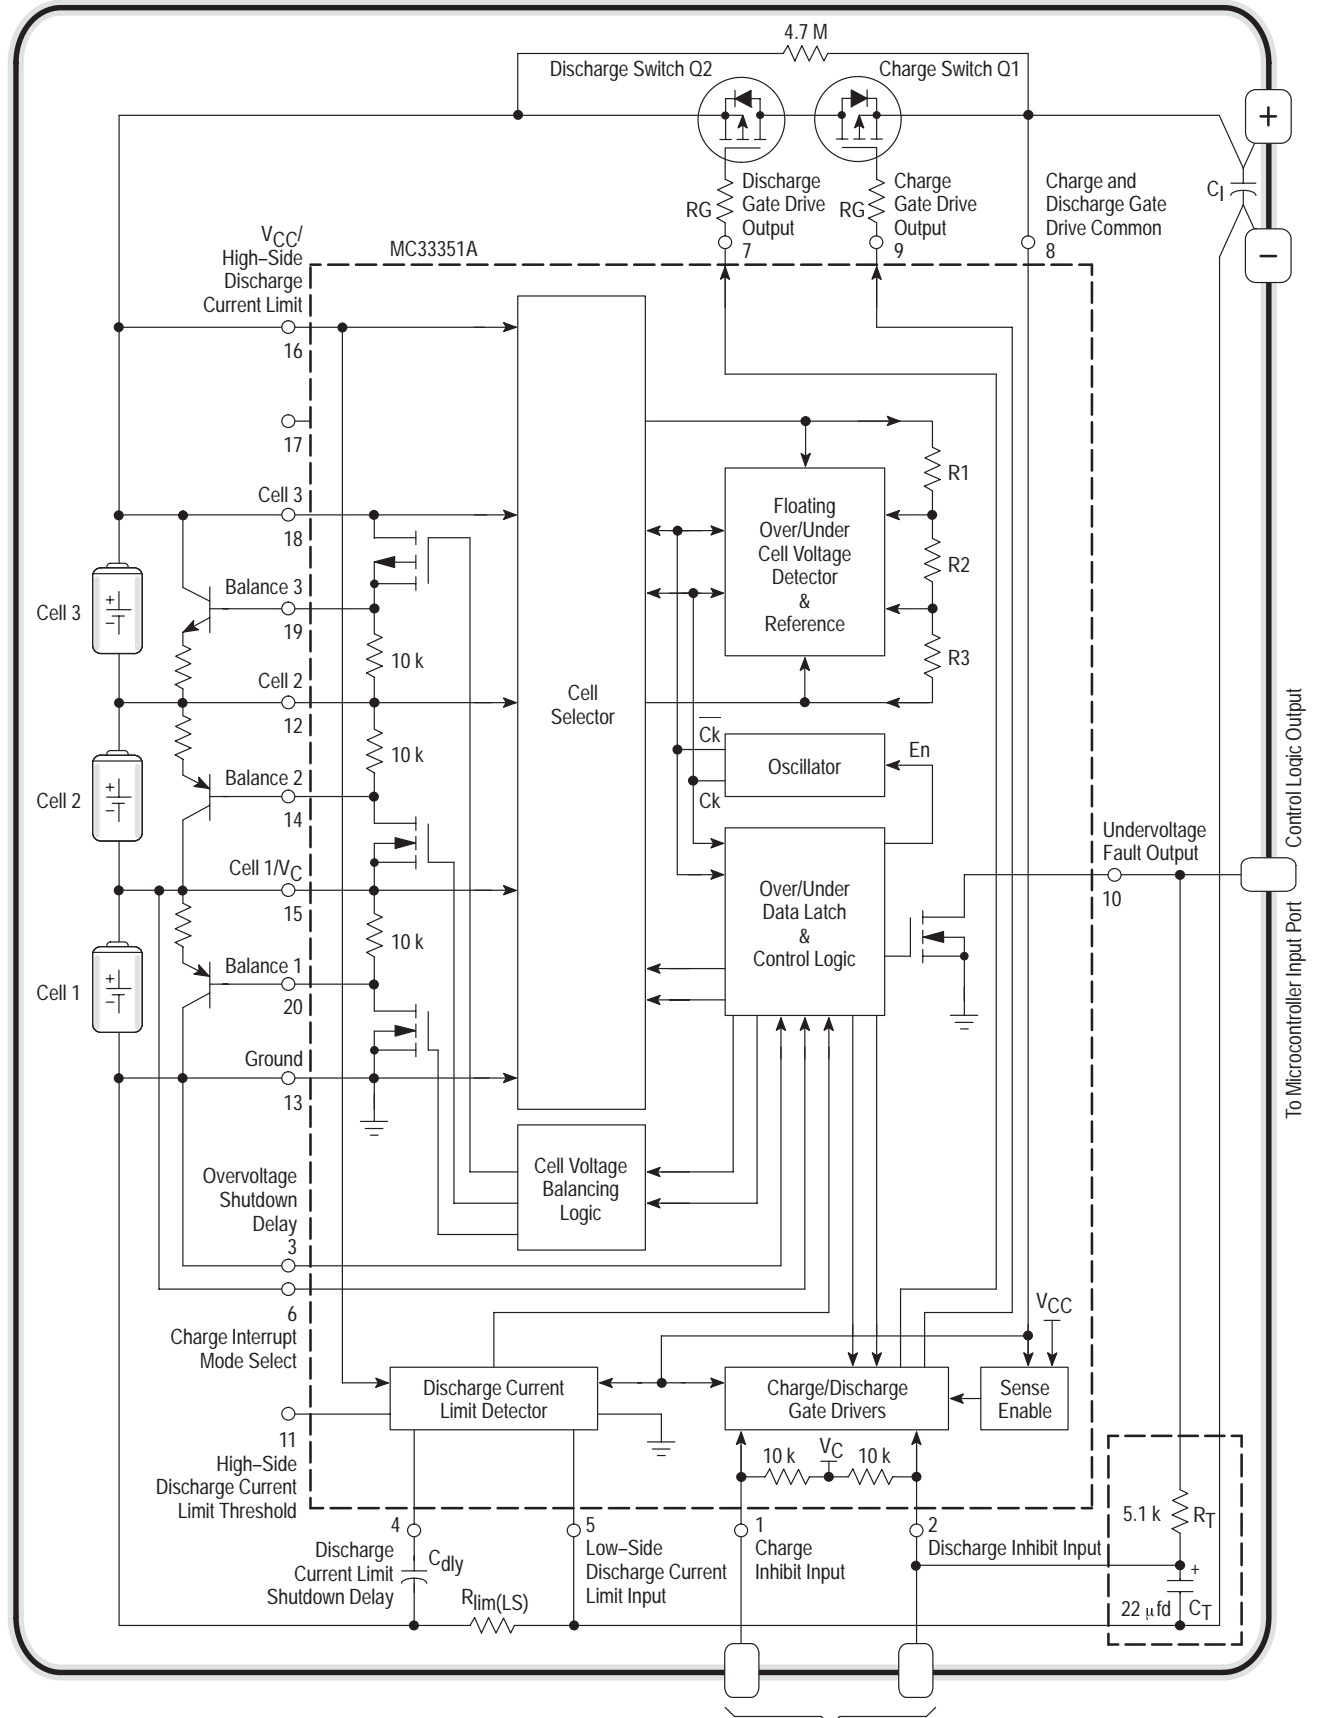 4.7 M
Discharge Switch Q2
Charge Switch Q1
+
CI
−
RG
Discharge
Gate Drive
Output
7
RG
Charge
Gate Drive
Output
9
Charge and
Discharge Gate
Drive Common
8
VCC/
High–Side
Discharge
Current Limit
16
MC33351A
17
Cell 3
18
R1
Floating
Over/Under
Cell Voltage
Detector
&
Reference
R2
R3
Cell 3
+
−
Balance 3
19
10 k
Cell 2
12
Cell
Selector
10 k
Ck
Oscillator
En
Ck
Cell 2
+
−
Balance 2
14
Cell 1/VC
15
10 k
Over/Under
Data Latch
&
Control Logic
Undervoltage
Fault Output
10
Control Logic Output
To Microcontroller Input Port
Cell 1
+
−
Balance 1
20
Ground
13
Cell Voltage
Balancing
Logic
Overvoltage
Shutdown
Delay
3
6
Charge Interrupt
Mode Select
VCC
Discharge Current
Limit Detector
Charge/Discharge
Gate Drivers
Sense
Enable
11
High–Side
Discharge Current
Limit Threshold
10 k
VC
10 k
4
Discharge
Current Limit
Shutdown Delay
Cdly
Rlim(LS)
5
Low–Side
Discharge Current
Limit Input
1
Charge
Inhibit Input
2
Discharge Inhibit Input
5.1 k
RT
+
22 μfd
CT